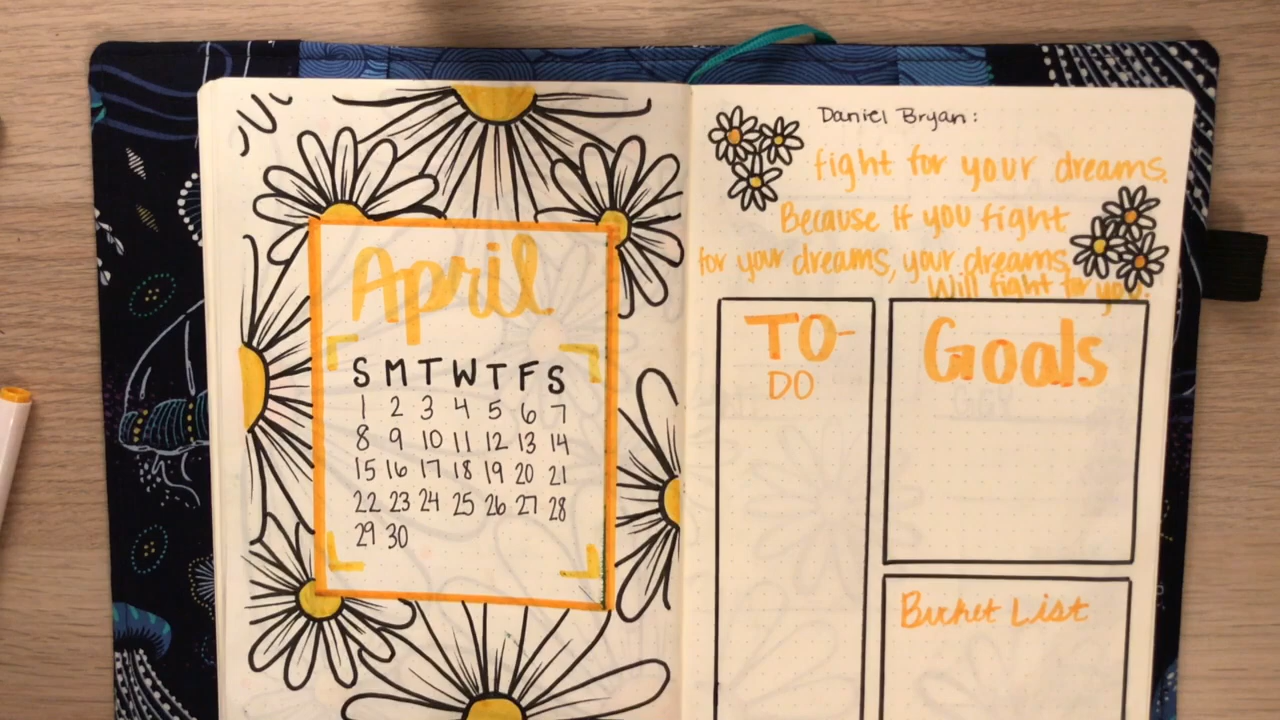 April
S M T W T F S
1 2 3 4 5 6 7
8 9 10 11 12 13 14
15 16 17 18 19 20 21
22 23 24 25 26 27 28
29 30
Daniel Bryan:
fight for your dreams.
Because if you fight
for your dreams, your dreams
Will fight for you.
TO-
DO
Goals
Bucket List